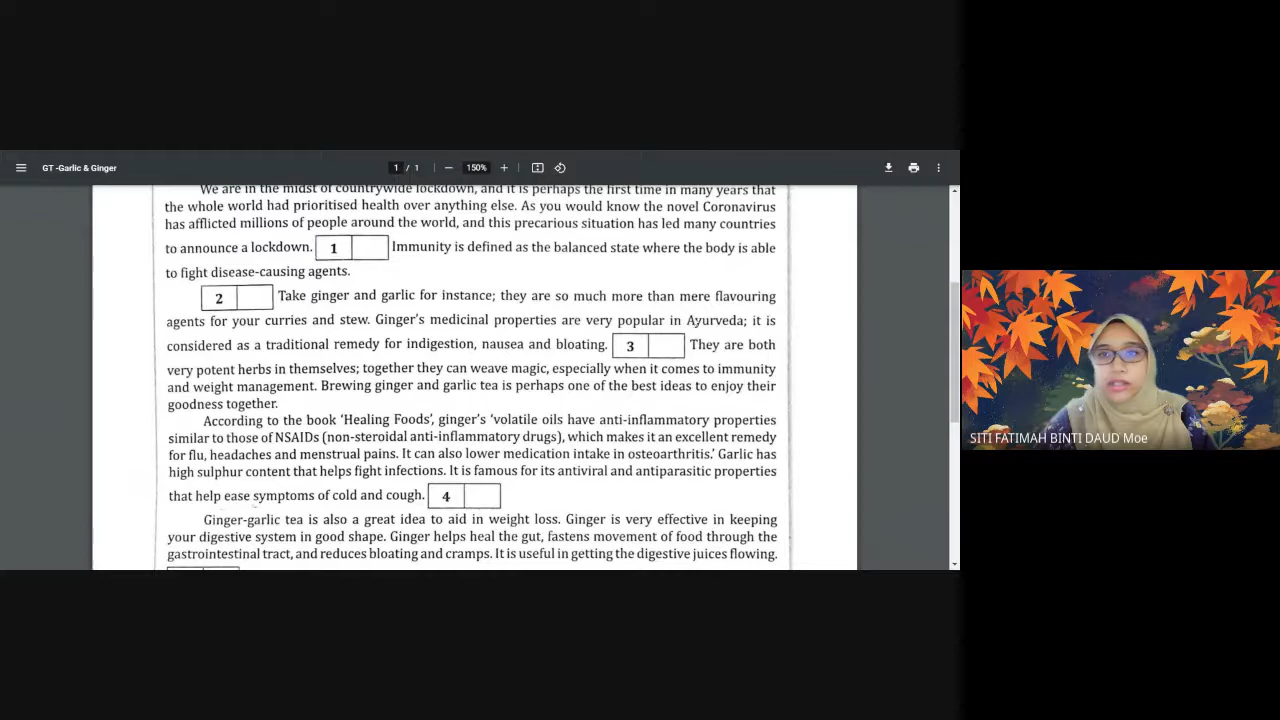 GT -Garlic & Ginger
1 / 1
150%
We are in the midst of countrywide lockdown, and it is perhaps the first time in many years that
the whole world had prioritised health over anything else. As you would know the novel Coronavirus
has afflicted millions of people around the world, and this precarious situation has led many countries
to announce a lockdown. 1 Immunity is defined as the balanced state where the body is able
to fight disease-causing agents.
2 Take ginger and garlic for instance; they are so much more than mere flavouring
agents for your curries and stew. Ginger's medicinal properties are very popular in Ayurveda; it is
considered as a traditional remedy for indigestion, nausea and bloating. 3 They are both
very potent herbs in themselves; together they can weave magic, especially when it comes to immunity
and weight management. Brewing ginger and garlic tea is perhaps one of the best ideas to enjoy their
goodness together.
According to the book 'Healing Foods', ginger's 'volatile oils have anti-inflammatory properties
similar to those of NSAIDs (non-steroidal anti-inflammatory drugs), which makes it an excellent remedy
for flu, headaches and menstrual pains. It can also lower medication intake in osteoarthritis.' Garlic has
high sulphur content that helps fight infections. It is famous for its antiviral and antiparasitic properties
that help ease symptoms of cold and cough. 4
Ginger-garlic tea is also a great idea to aid in weight loss. Ginger is very effective in keeping
your digestive system in good shape. Ginger helps heal the gut, fastens movement of food through the
gastrointestinal tract, and reduces bloating and cramps. It is useful in getting the digestive juices flowing.
SITI FATIMAH BINTI DAUD Moe